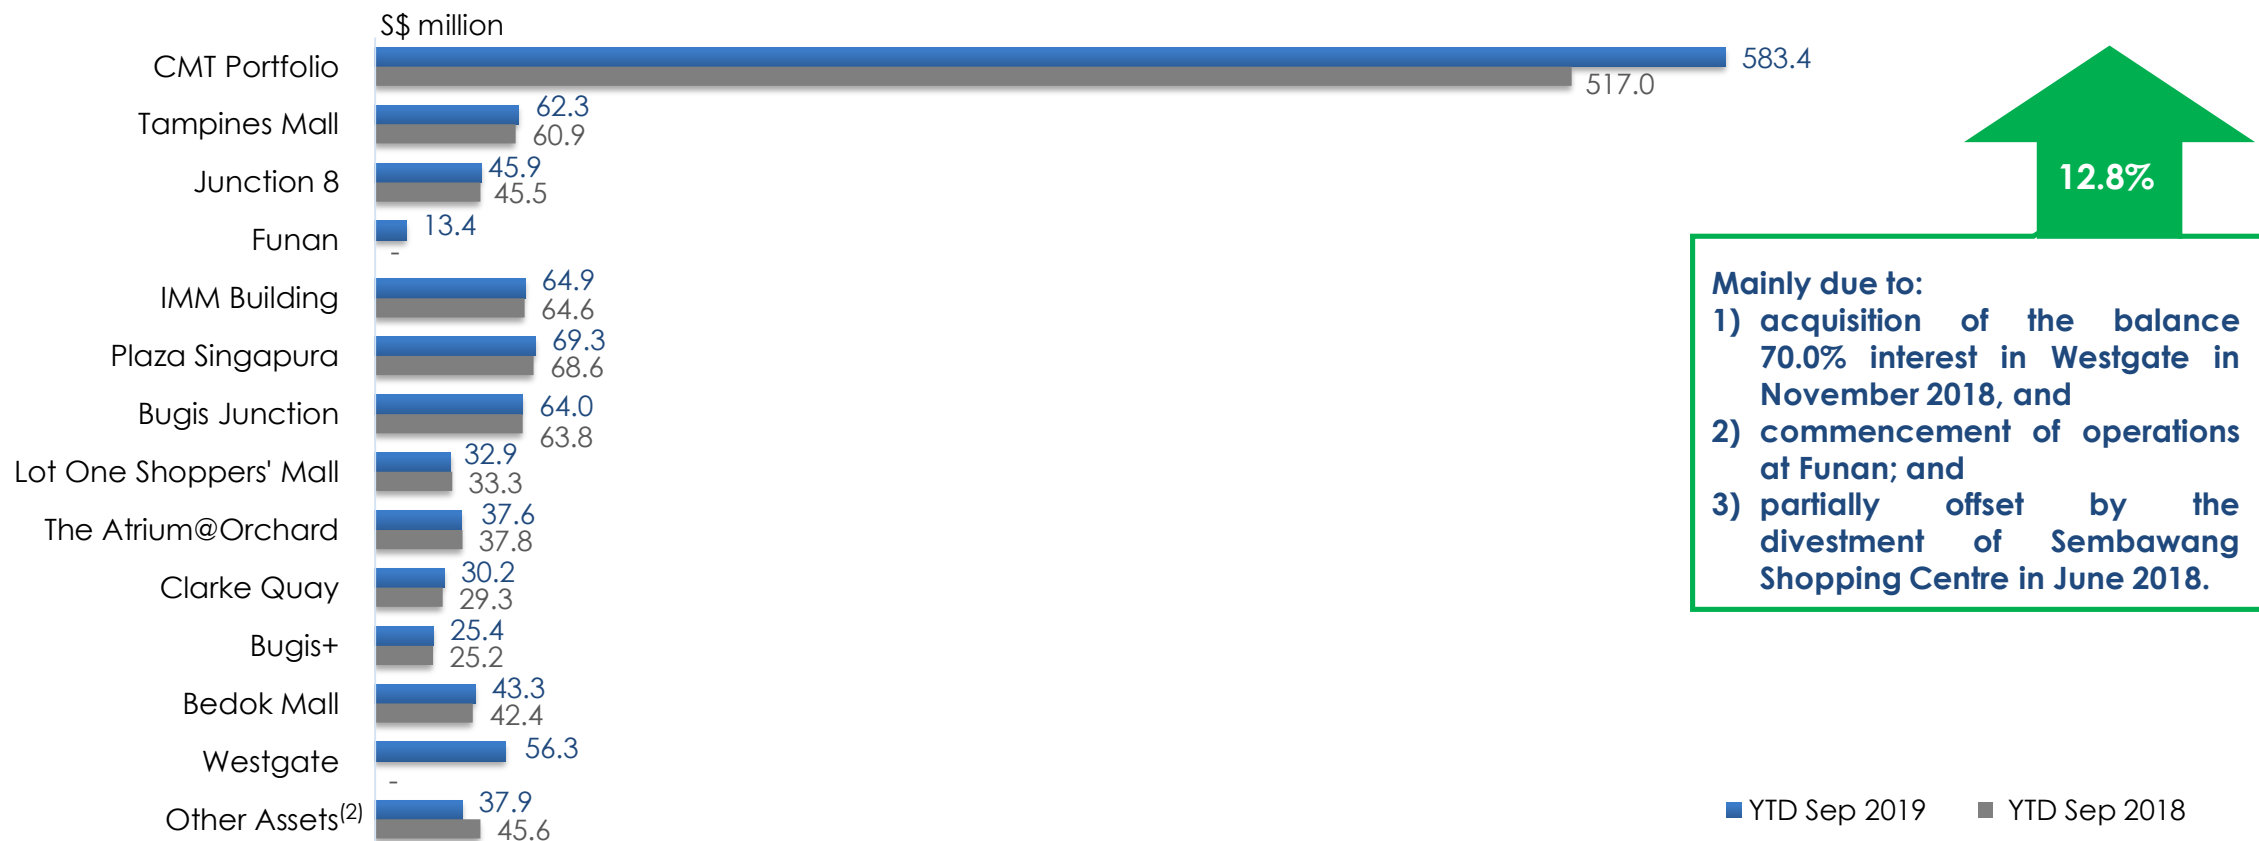 S$ million
CMT Portfolio
583.4
517.0
Tampines Mall
62.3
60.9
Junction 8
45.9
45.5
Funan
13.4
-
IMM Building
64.9
64.6
Plaza Singapura
69.3
68.6
Bugis Junction
64.0
63.8
Lot One Shoppers' Mall
32.9
33.3
The Atrium@Orchard
37.6
37.8
Clarke Quay
30.2
29.3
Bugis+
25.4
25.2
Bedok Mall
43.3
42.4
Westgate
56.3
-
Other Assets(2)
37.9
45.6
12.8%
Mainly due to:
1) acquisition of the balance
70.0% interest in Westgate in
November 2018, and
2) commencement of operations
at Funan; and
3) partially offset by the
divestment of Sembawang
Shopping Centre in June 2018.
YTD Sep 2019
YTD Sep 2018